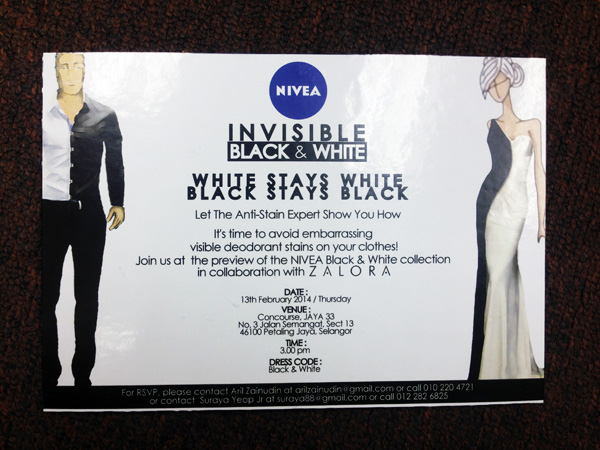 NIVEA
INVISIBLE
BLACK & WHITE
WHITE STAYS WHITE
BLACK STAYS BLACK
Let The Anti-Stain Expert Show You How
It's time to avoid embarrassing
visible deodorant stains on your clothes!
Join us at the preview of the NIVEA Black & White collection
in collaboration with ZALORA
DATE :
13th February 2014 / Thursday
VENUE :
Concourse, JAYA 33
No, 3 Jalan Semangat, Sect 13
46100 Petaling Jaya, Selangor
TIME :
3.00 pm
DRESS CODE :
Black & White
For RSVP, please contact Aril Zainudin at arilzainudin@gmail.com or call 010 220 4721
or contact Suraya Yeop Jr at suraya88@gmail.com or call 012 282 6825